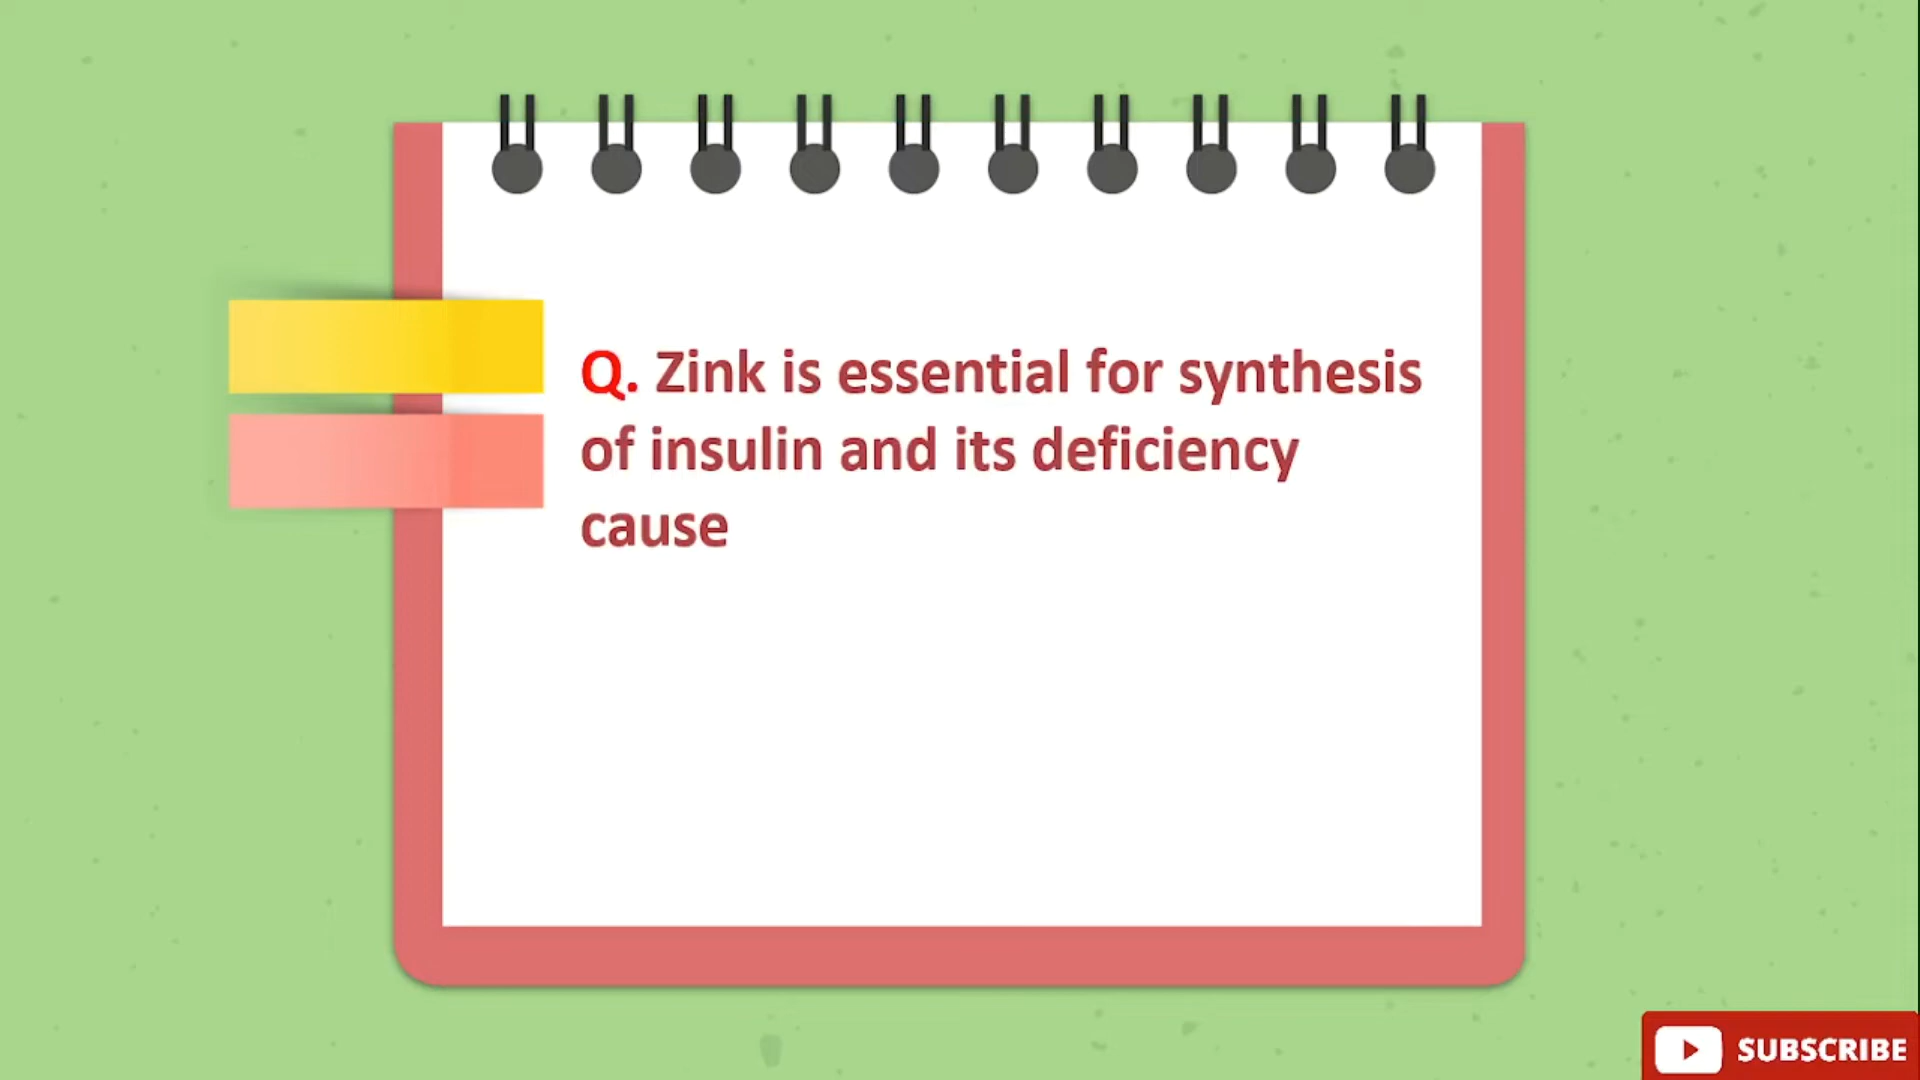 Q. Zink is essential for synthesis
of insulin and its deficiency
cause
SUBSCRIBE